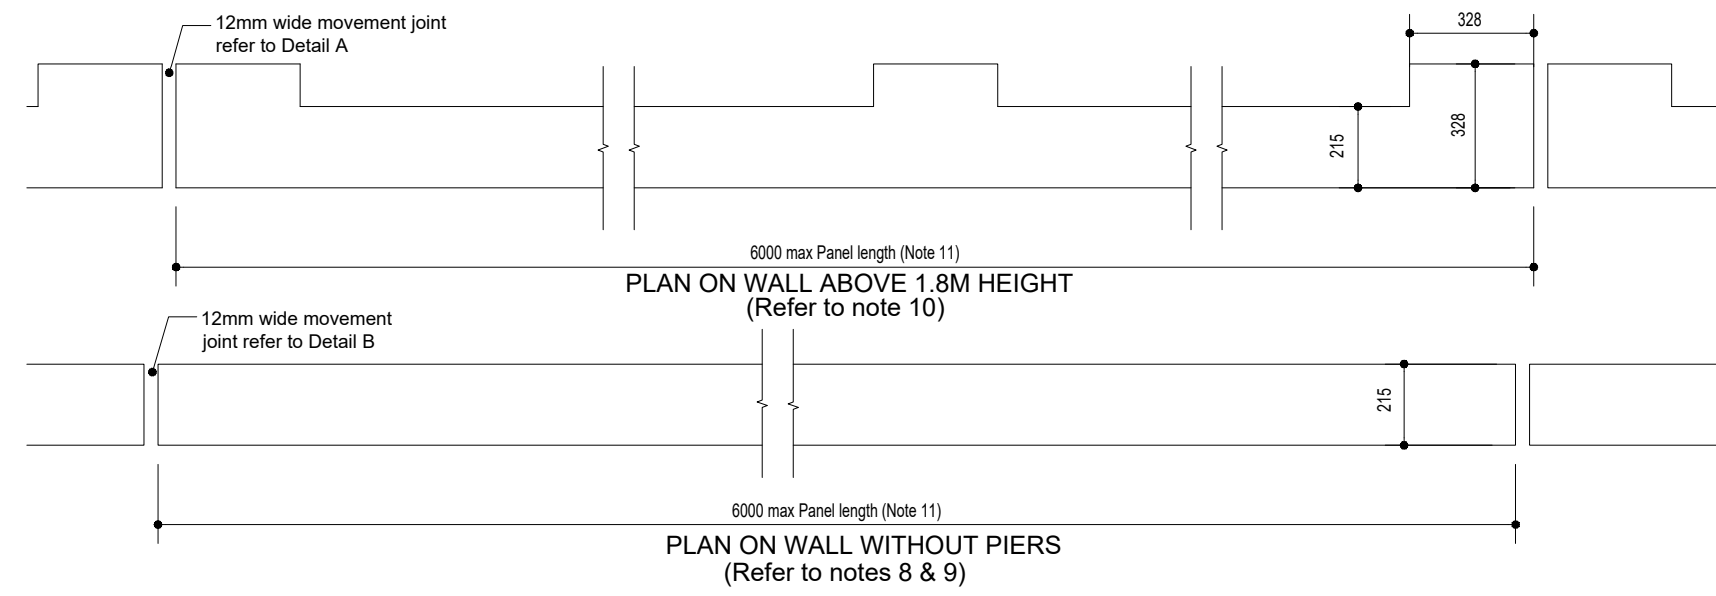 12mm wide movement joint
refer to Detail A
328
215
328
6000 max Panel length (Note 11)
PLAN ON WALL ABOVE 1.8M HEIGHT
(Refer to note 10)
12mm wide movement
joint refer to Detail B
215
6000 max Panel length (Note 11)
PLAN ON WALL WITHOUT PIERS
(Refer to notes 8 & 9)